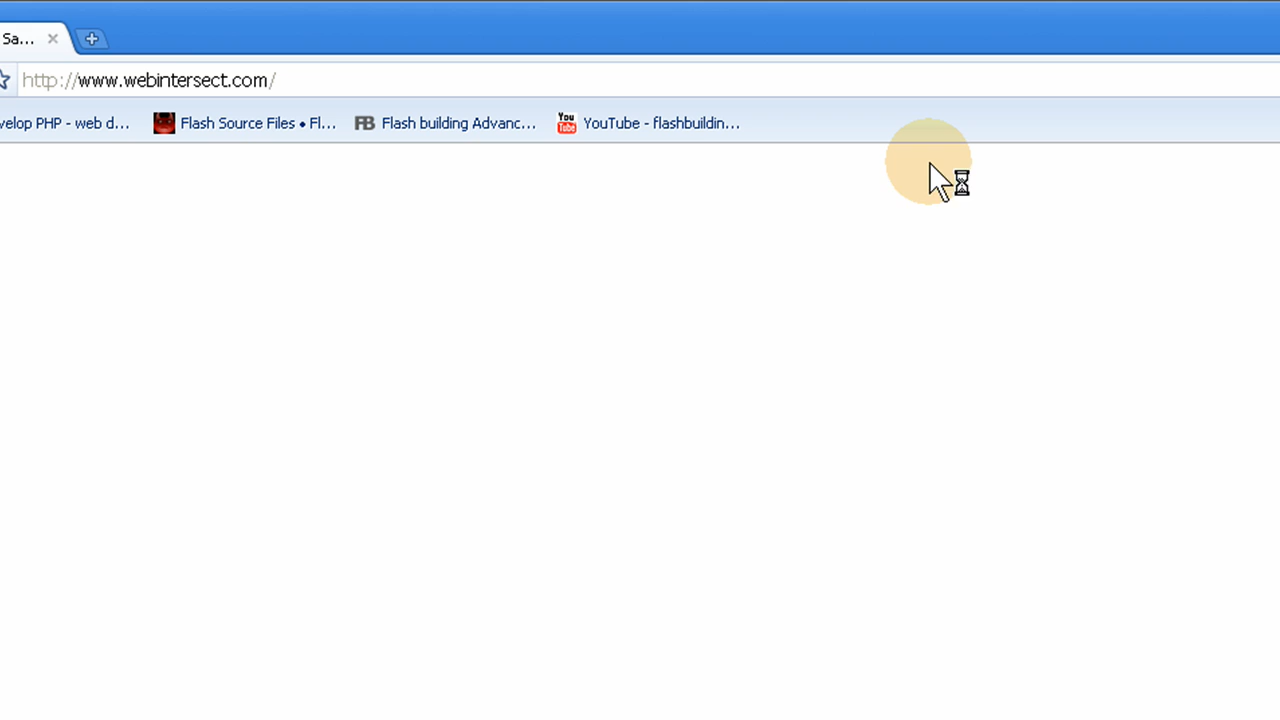 Sa...
http://www.webintersect.com/
velop PHP - web d...
Flash Source Files • Fl...
FB Flash building Advanc...
You Tube YouTube - flashbuildin...